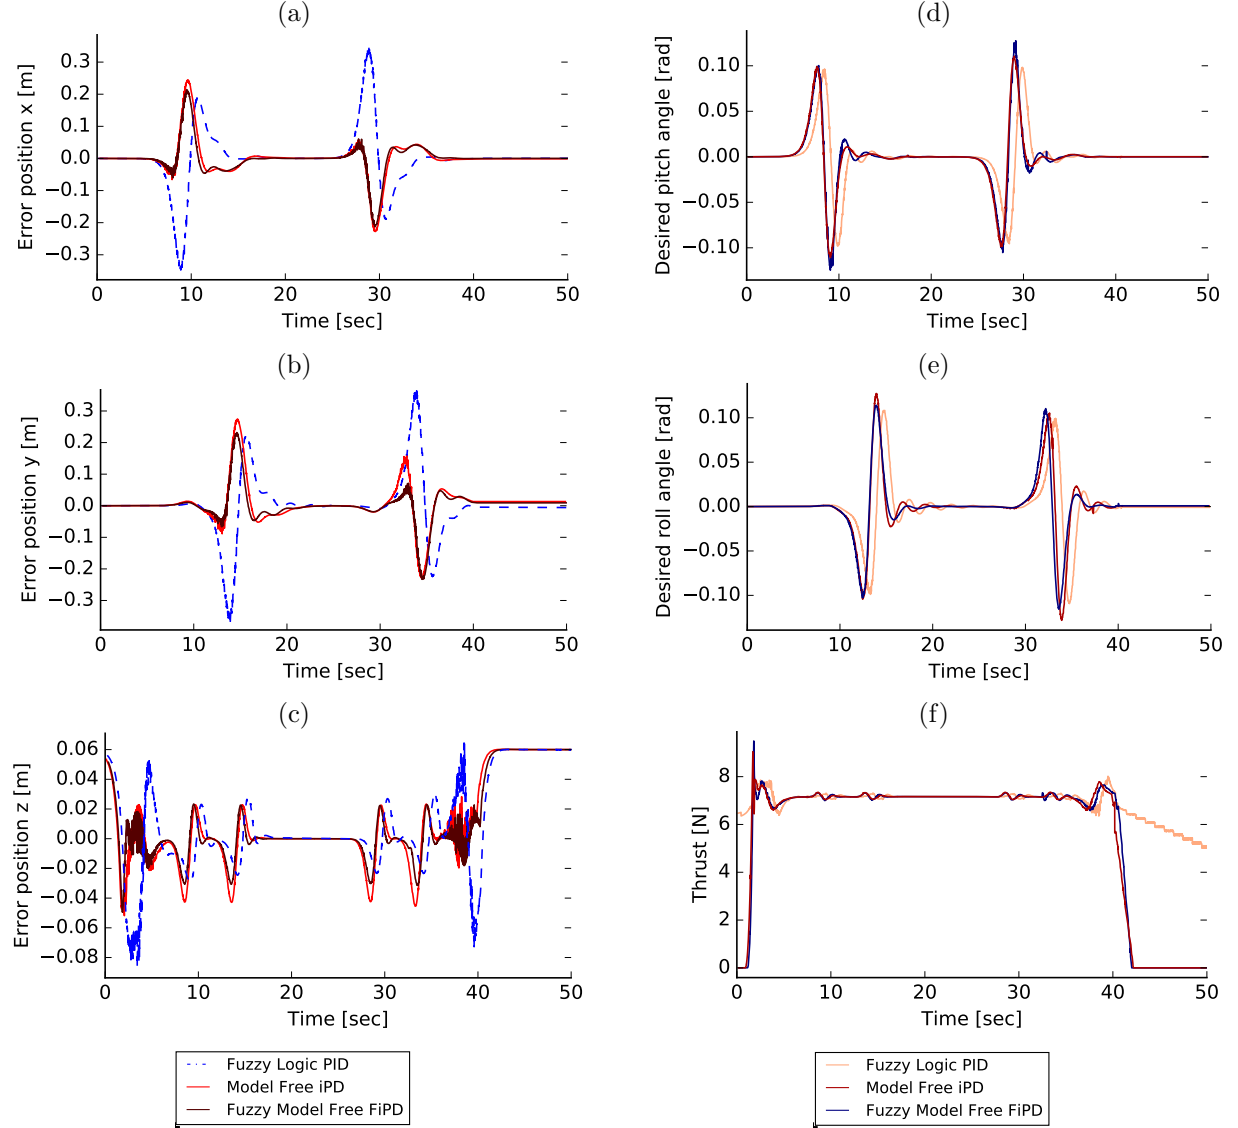 (a)
Error position x [m]
0.3
0.2
0.1
0.0
−0.1
−0.2
−0.3
0 10 20 30 40 50
Time [sec]
(b)
Error position y [m]
0.3
0.2
0.1
0.0
−0.1
−0.2
−0.3
0 10 20 30 40 50
Time [sec]
(c)
Error position z [m]
0.06
0.04
0.02
0.00
−0.02
−0.04
−0.06
−0.08
0 10 20 30 40 50
Time [sec]
Fuzzy Logic PID
Model Free iPD
Fuzzy Model Free FiPD
(d)
Desired pitch angle [rad]
0.10
0.05
0.00
−0.05
−0.10
0 10 20 30 40 50
Time [sec]
(e)
Desired roll angle [rad]
0.10
0.05
0.00
−0.05
−0.10
0 10 20 30 40 50
Time [sec]
(f)
Thrust [N]
8
6
4
2
0
0 10 20 30 40 50
Time [sec]
Fuzzy Logic PID
Model Free iPD
Fuzzy Model Free FiPD